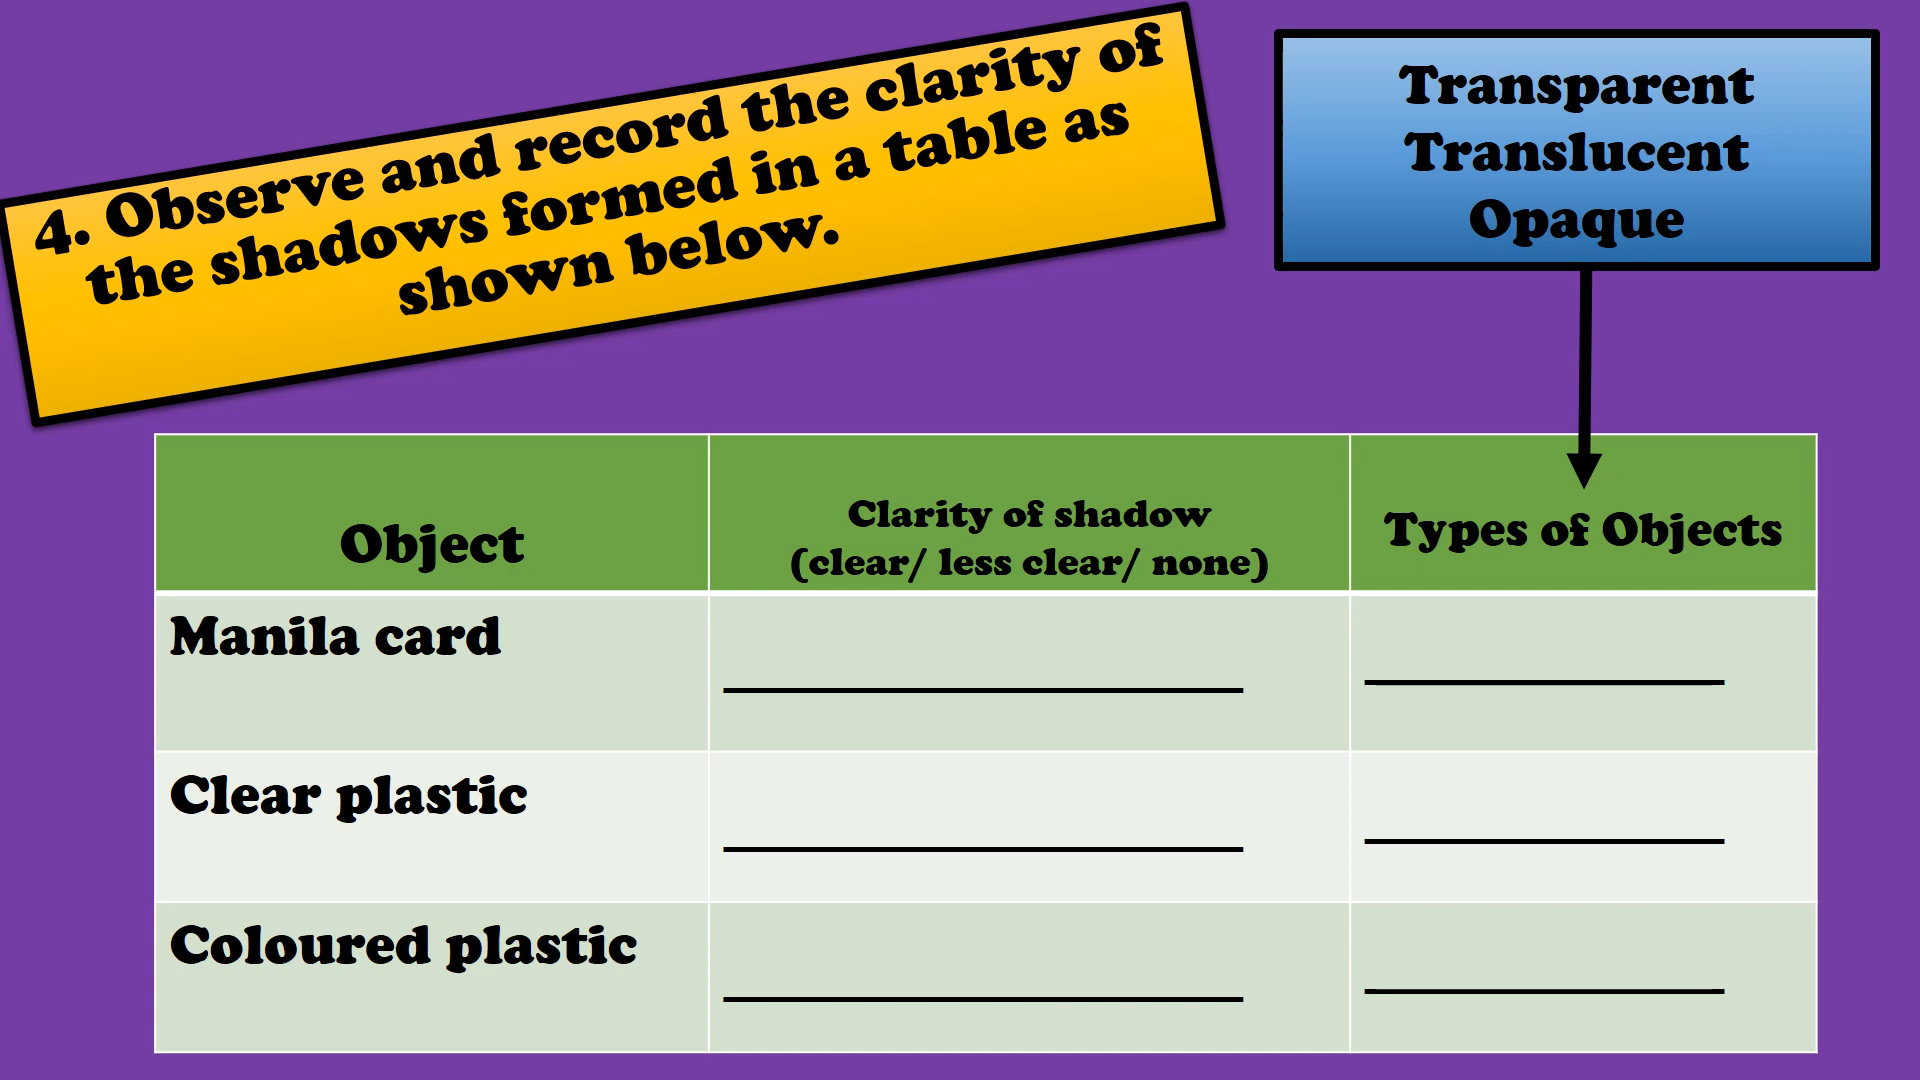 4. Observe and record the clarity of
the shadows formed in a table as
shown below.
Transparent
Translucent
Opaque
Object
Clarity of shadow
(clear/ less clear/ none)
Types of Objects
Manila card
Clear plastic
Coloured plastic